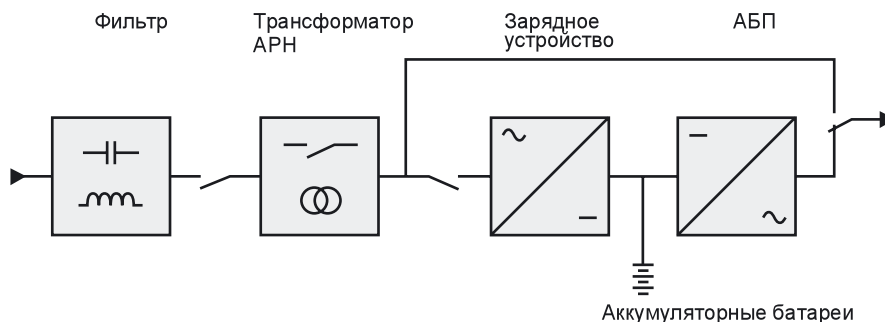 Фильтр
Трансформатор
АРН
Зарядное
устройство
АБП
Аккумуляторные батареи